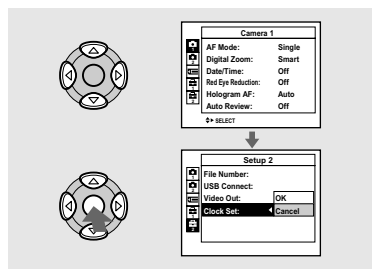 Camera 1
AF Mode: Single
Digital Zoom: Smart
Date/Time: Off
Red Eye Reduction: Off
Hologram AF: Auto
Auto Review: Off
SELECT
Setup 2
File Number:
USB Connect:
Video Out: OK
Clock Set: Cancel